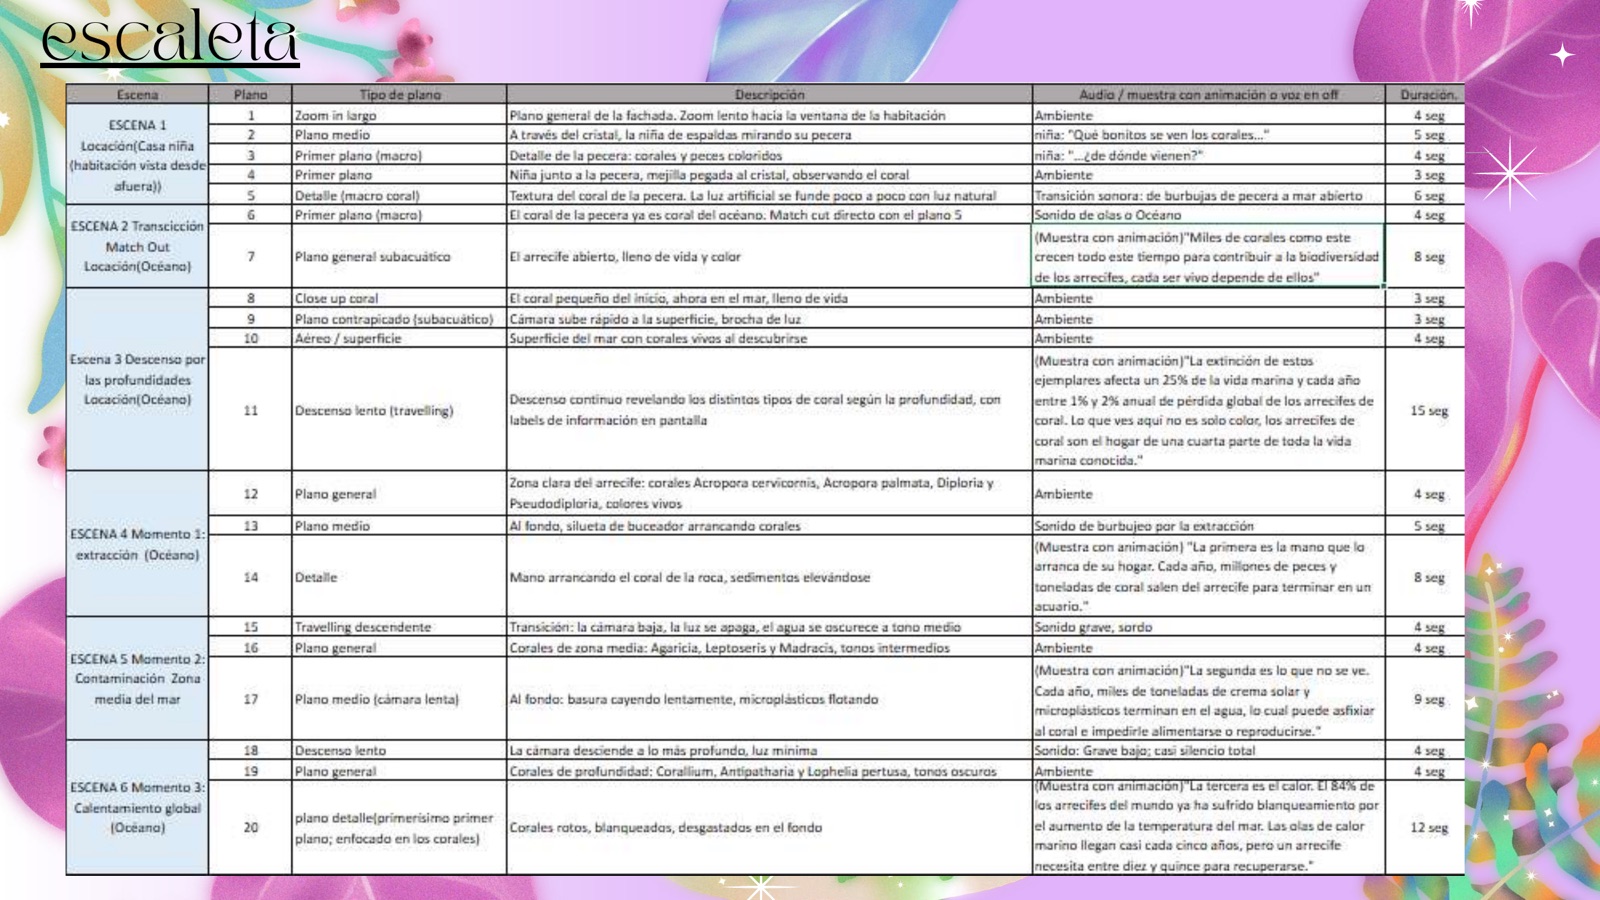 escaleta
Escena Plano Tipo de plano Descripción Audio / muestra con animación o voz en off Duración.
ESCENA 1
Locación(Casa niña
(habitación vista desde
afuera))
1 Zoom in largo Plano general de la fachada. Zoom lento hacia la ventana de la habitación Ambiente 4 seg
2 Plano medio A través del cristal, la niña de espaldas mirando su pecera niña: "Qué bonitos se ven los corales..." 5 seg
3 Primer plano (macro) Detalle de la pecera: corales y peces coloridos niña: "...¿de dónde vienen?" 4 seg
4 Primer plano Niña junto a la pecera, mejilla pegada al cristal, observando el coral Ambiente 3 seg
5 Detalle (macro coral) Textura del coral de la pecera. La luz artificial se funde poco a poco con luz natural Transición sonora: de burbujas de pecera a mar abierto 6 seg
ESCENA 2 Transcicción
Match Out
Locación(Océano)
6 Primer plano (macro) El coral de la pecera ya es coral del océano. Match cut directo con el plano 5 Sonido de olas o Océano 4 seg
7 Plano general subacuático El arrecife abierto, lleno de vida y color
(Muestra con animación)"Miles de corales como este
crecen todo este tiempo para contribuir a la biodiversidad
de los arrecifes, cada ser vivo depende de ellos"
8 seg
Escena 3 Descenso por
las profundidades
Locación(Océano)
8 Close up coral El coral pequeño del inicio, ahora en el mar, lleno de vida Ambiente 3 seg
9 Plano contrapicado (subacuático) Cámara sube rápido a la superficie, brocha de luz Ambiente 3 seg
10 Aéreo / superficie Superficie del mar con corales vivos al descubrirse Ambiente 4 seg
11 Descenso lento (travelling)
Descenso continuo revelando los distintos tipos de coral según la profundidad, con
labels de información en pantalla
(Muestra con animación)"La extinción de estos
ejemplares afecta un 25% de la vida marina y cada año
entre 1% y 2% anual de pérdida global de los arrecifes de
coral. Lo que ves aquí no es solo color, los arrecifes de
coral son el hogar de una cuarta parte de toda la vida
marina conocida."
15 seg
ESCENA 4 Momento 1:
extracción (Océano)
12 Plano general
Zona clara del arrecife: corales Acropora cervicornis, Acropora palmata, Diploria y
Pseudodiploria, colores vivos
Ambiente 4 seg
13 Plano medio Al fondo, silueta de buceador arrancando corales Sonido de burbujeo por la extracción 5 seg
14 Detalle Mano arrancando el coral de la roca, sedimentos elevándose
(Muestra con animación) "La primera es la mano que lo
arranca de su hogar. Cada año, millones de peces y
toneladas de coral salen del arrecife para terminar en un
acuario."
8 seg
ESCENA 5 Momento 2:
Contaminación Zona
media del mar
15 Travelling descendente Transición: la cámara baja, la luz se apaga, el agua se oscurece a tono medio Sonido grave, sordo 4 seg
16 Plano general Corales de zona media: Agaricia, Leptoseris y Madracis, tonos intermedios Ambiente 4 seg
17 Plano medio (cámara lenta) Al fondo: basura cayendo lentamente, microplásticos flotando
(Muestra con animación)"La segunda es lo que no se ve.
Cada año, miles de toneladas de crema solar y
microplásticos terminan en el agua, lo cual puede asfixiar
al coral e impedirle alimentarse o reproducirse."
9 seg
ESCENA 6 Momento 3:
Calentamiento global
(Océano)
18 Descenso lento La cámara desciende a lo más profundo, luz mínima Sonido: Grave bajo; casi silencio total 4 seg
19 Plano general Corales de profundidad: Corallium, Antipatharia y Lophelia pertusa, tonos oscuros Ambiente 4 seg
20
plano detalle(primerísimo primer
plano; enfocado en los corales)
Corales rotos, blanqueados, desgastados en el fondo
(Muestra con animación)"La tercera es el calor. El 84% de
los arrecifes del mundo ya ha sufrido blanqueamiento por
el aumento de la temperatura del mar. Las olas de calor
marino llegan casi cada cinco años, pero un arrecife
necesita entre diez y quince para recuperarse."
12 seg